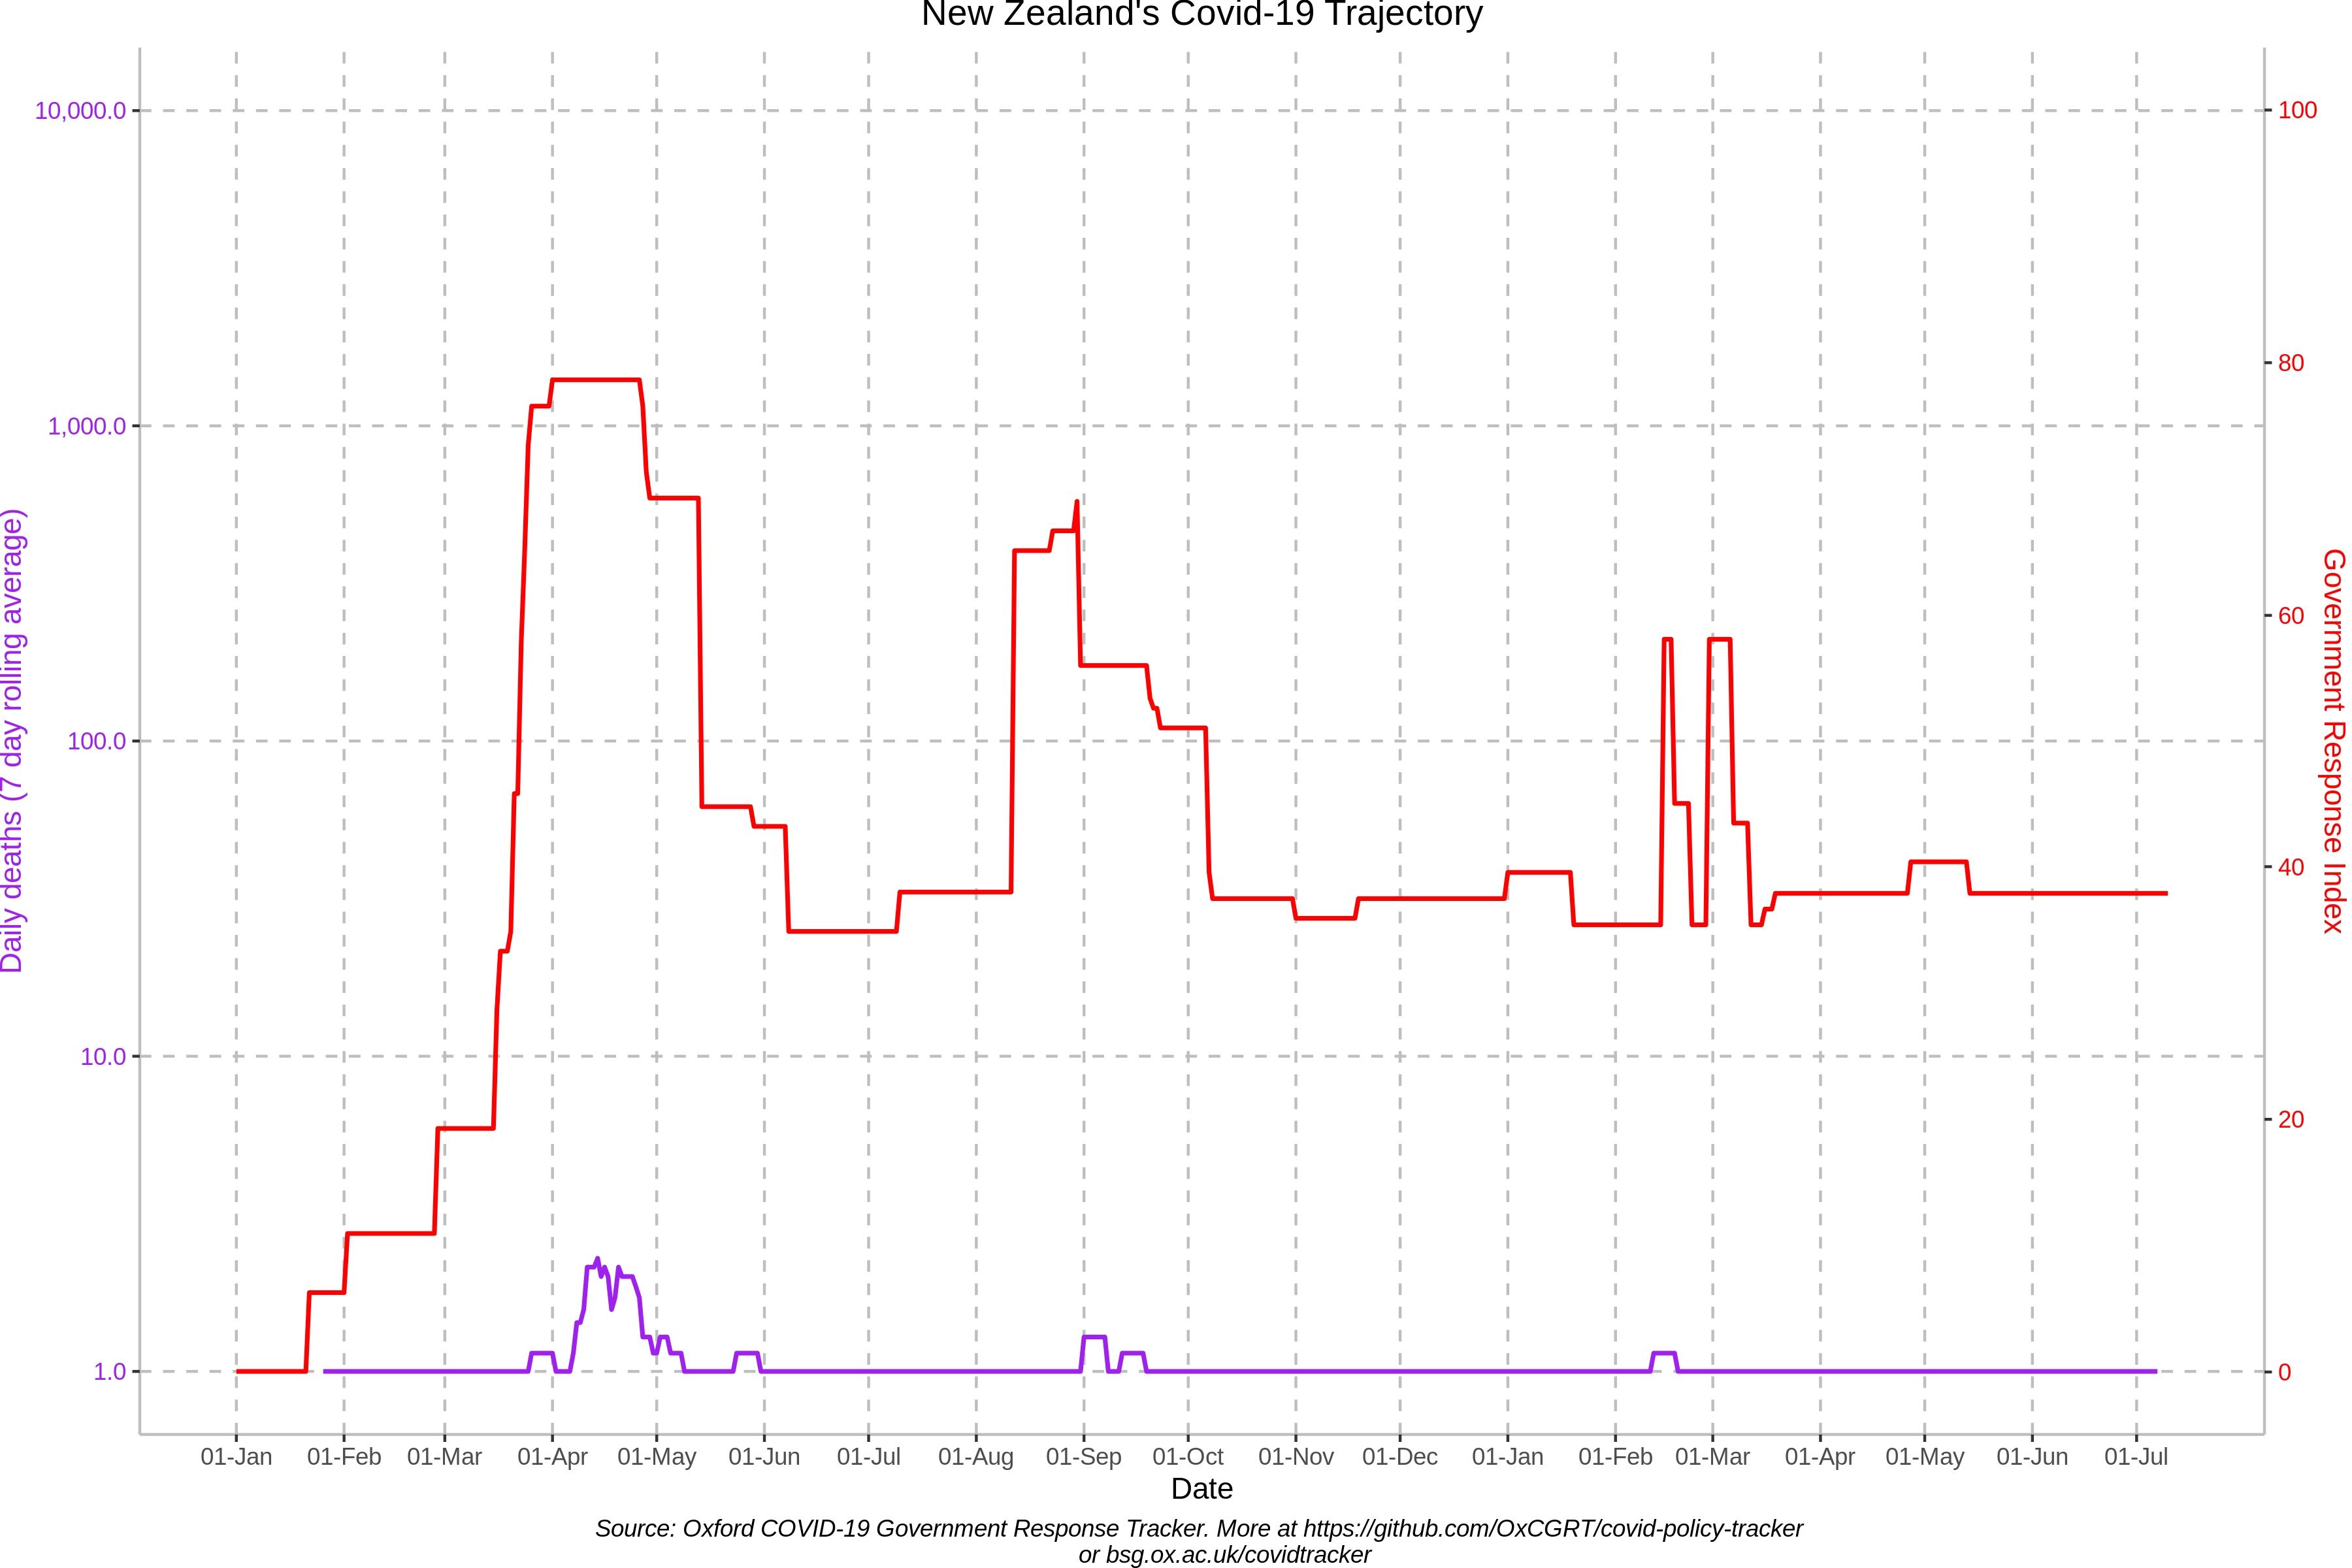 New Zealand's Covid-19 Trajectory
10,000.0
1,000.0
100.0
10.0
1.0
Daily deaths (7 day rolling average)
100
80
60
40
20
0
Government Response Index
01-Jan 01-Feb 01-Mar 01-Apr 01-May 01-Jun 01-Jul 01-Aug 01-Sep 01-Oct 01-Nov 01-Dec 01-Jan 01-Feb 01-Mar 01-Apr 01-May 01-Jun 01-Jul
Date
Source: Oxford COVID-19 Government Response Tracker. More at https://github.com/OxCGRT/covid-policy-tracker
or bsg.ox.ac.uk/covidtracker